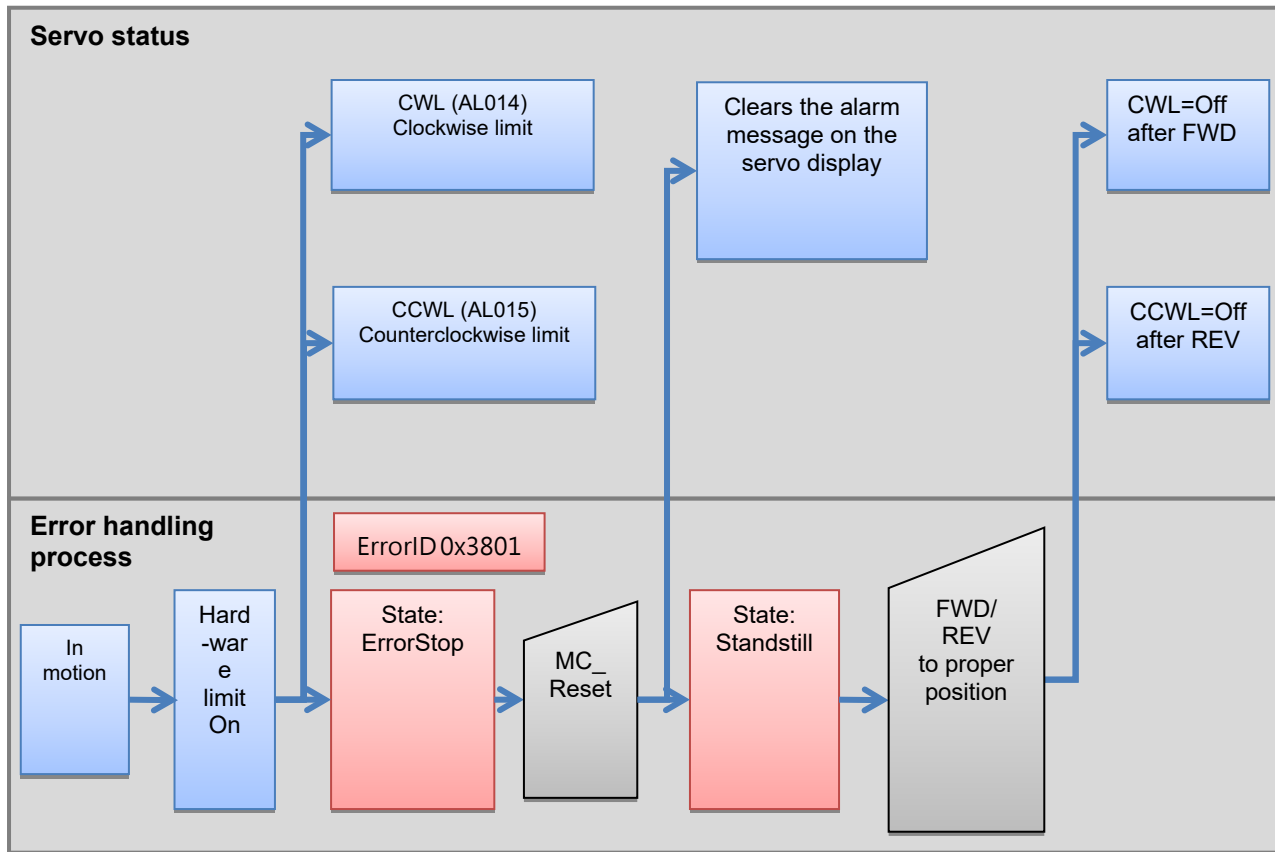 Servo status
CWL (AL014)
Clockwise limit
Clears the alarm
message on the
servo display
CWL=Off
after FWD
CCWL (AL015)
Counterclockwise limit
CCWL=Off
after REV
Error handling
process
ErrorID 0x3801
In
motion
Hard
-war
e
limit
On
State:
ErrorStop
MC_
Reset
State:
Standstill
FWD/
REV
to proper
position